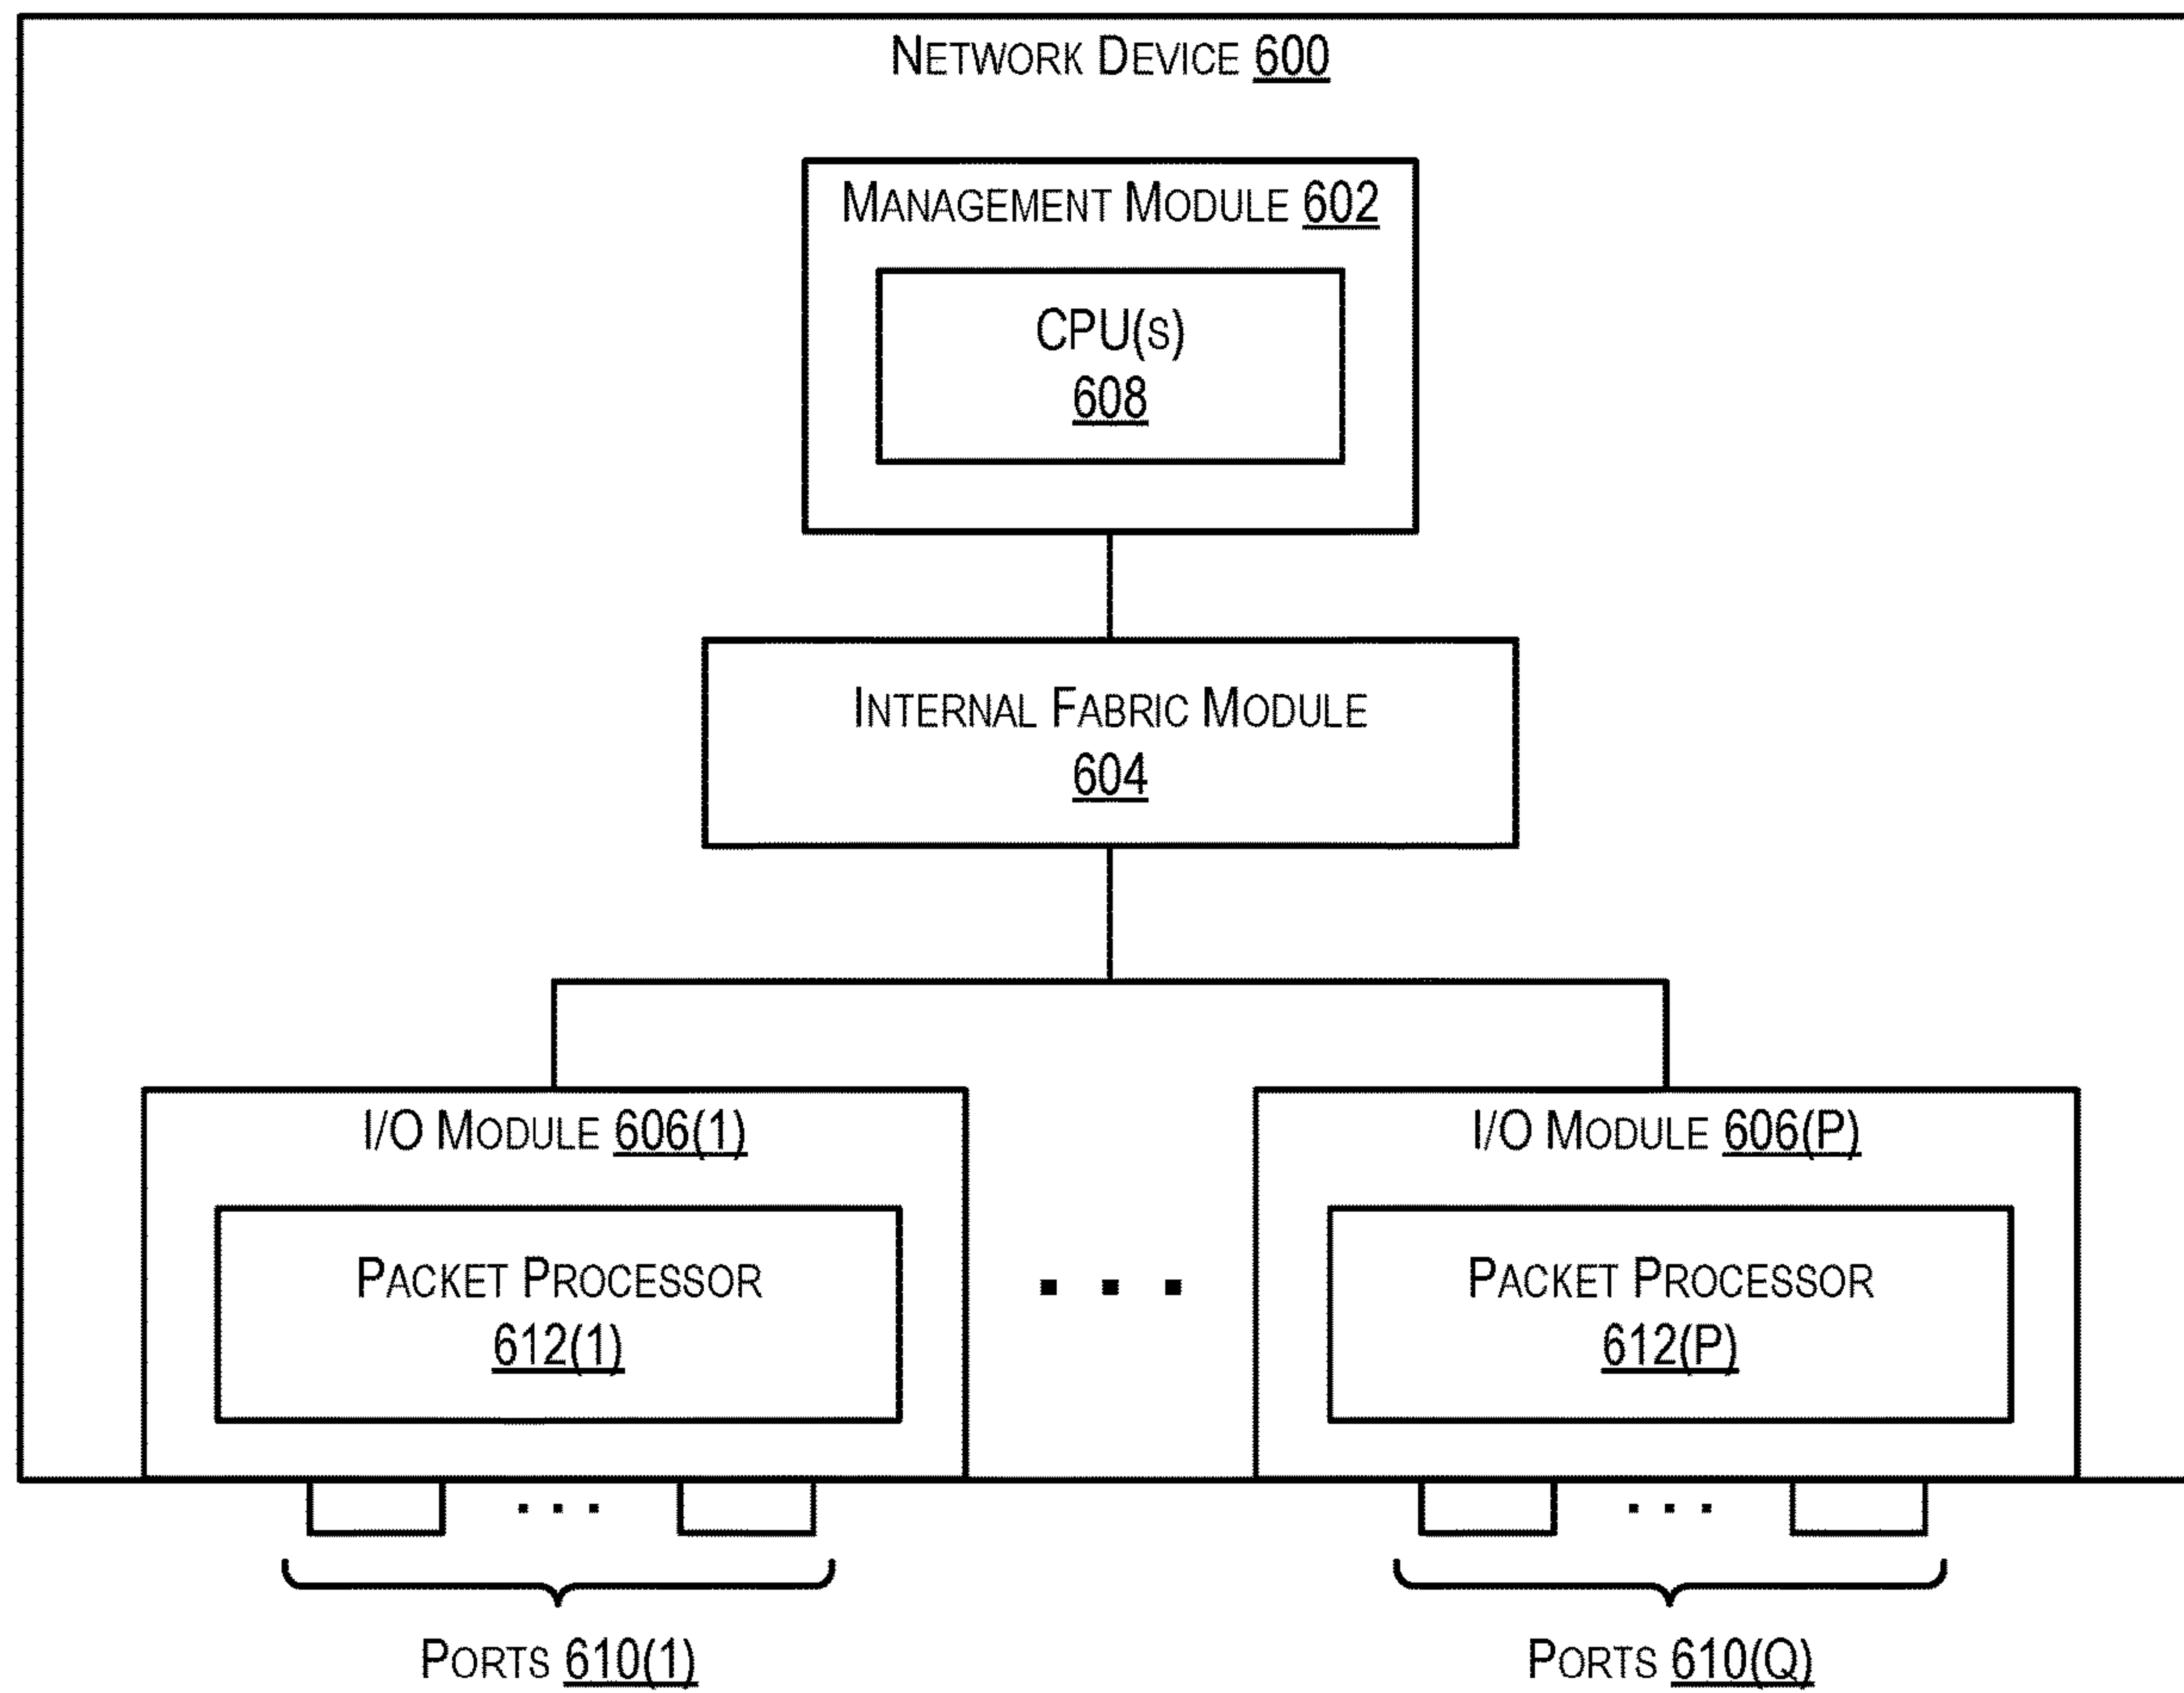 NETWORK DEVICE 600
MANAGEMENT MODULE 602
CPU(S)
608
INTERNAL FABRIC MODULE
604
I/O MODULE 606(1)
I/O MODULE 606(P)
PACKET PROCESSOR
612(1)
PACKET PROCESSOR
612(P)
PORTS 610(1)
PORTS 610(Q)